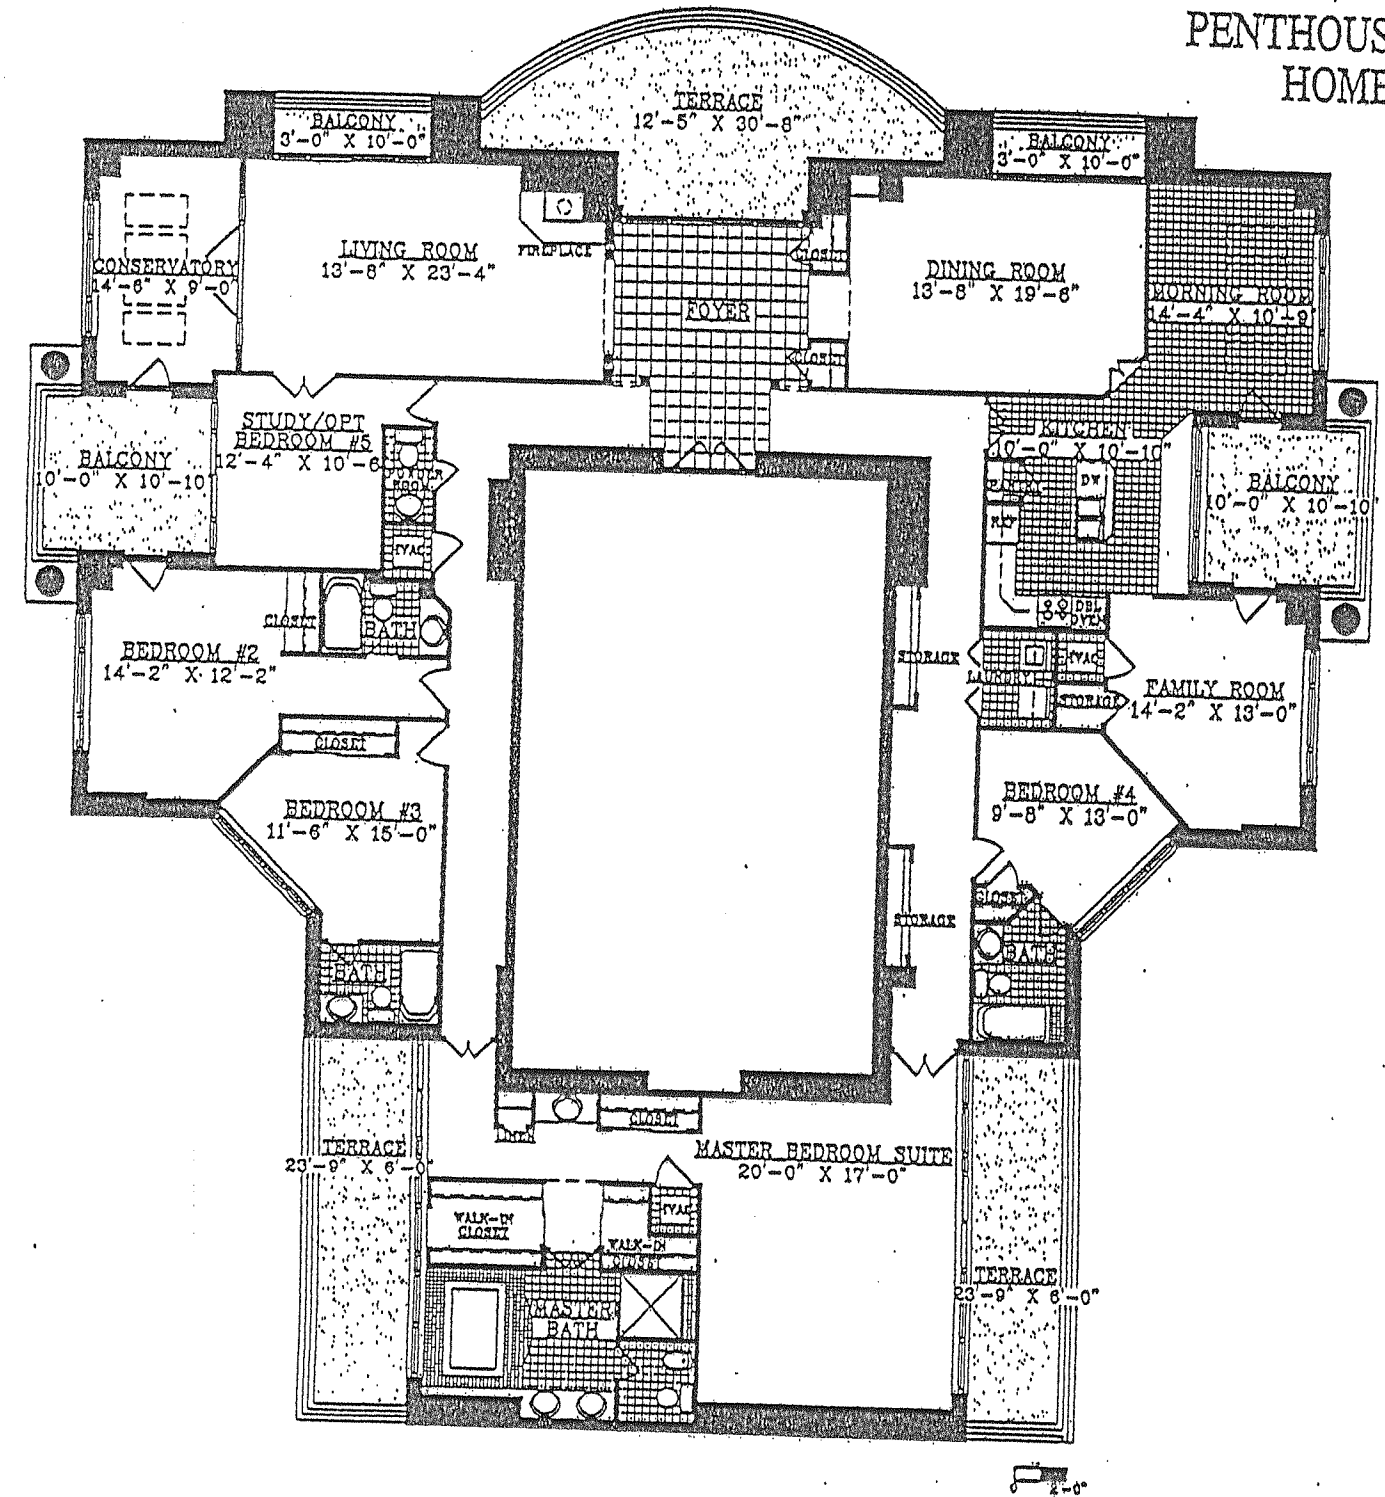 PENTHOUS
HOME
TERRACE
12'-5" X 30'-8"
BALCONY
3'-0" X 10'-0"
BALCONY
3'-0" X 10'-0"
LIVING ROOM
13'-8" X 23'-4"
FIREPLACE
CLOSET
CONSERVATORY
14'-6" X 9'-0"
DINING ROOM
13'-8" X 19'-6"
MORNING ROOM
14'-4" X 10'-9"
FOYER
CLOSET
STUDY/OPT
BEDROOM #5
12'-4" X 10'-6
BALCONY
10'-0" X 10'-10"
POWDER
ROOM
HVAC
KITCHEN
10'-0" X 10'-10"
PANTRY
DW
REF
BALCONY
10'-0" X 10'-10"
DBL
OVEN
CLOSET
BATH
BEDROOM #2
14'-2" X 12'-2"
STORAGE
LAUNDRY
HVAC
STORAGE
FAMILY ROOM
14'-2" X 13'-0"
CLOSET
BEDROOM #3
11'-6" X 15'-0"
BEDROOM #4
9'-8" X 13'-0"
CLOSET
STORAGE
BATH
BATH
LINEN
CLOSET
TERRACE
23'-9" X 6'-0"
MASTER BEDROOM SUITE
20'-0" X 17'-0"
HVAC
WALK-IN
CLOSET
WALK-IN
CLOSET
TERRACE
23'-9" X 6'-0"
MASTER
BATH
0 2'-0"